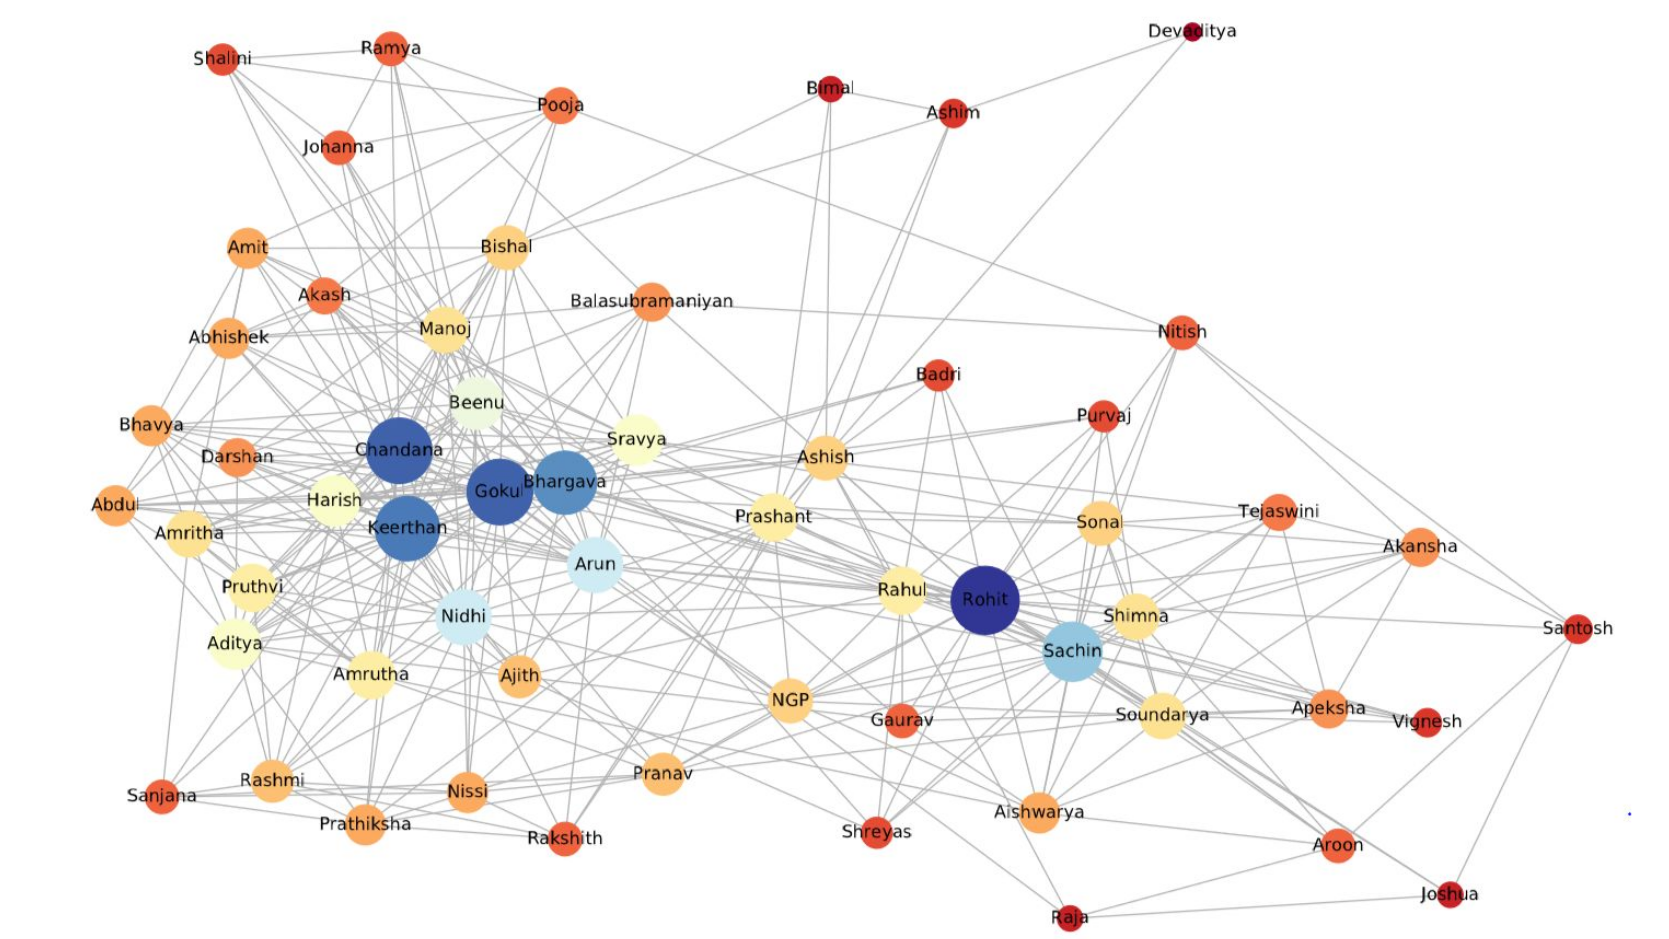 Devaditya
Ramya
Shalini
Bimal
Pooja
Ashim
Johanna
Amit
Bishal
Akash
Balasubramaniyan
Manoj
Nitish
Abhishek
Badri
Beenu
Purvaj
Bhavya
Sravya
Chandana
Darshan
Ashish
Bhargava
Gokul
Harish
Abdul
Tejaswini
Prashant
Sonal
Keerthan
Amritha
Akansha
Arun
Pruthvi
Rahul
Rohit
Nidhi
Shimna
Santosh
Aditya
Sachin
Amrutha
Ajith
NGP
Apeksha
Soundarya
Gaurav
Vignesh
Pranav
Rashmi
Nissi
Sanjana
Aishwarya
Prathiksha
Shreyas
Rakshith
Aroon
Joshua
Raja